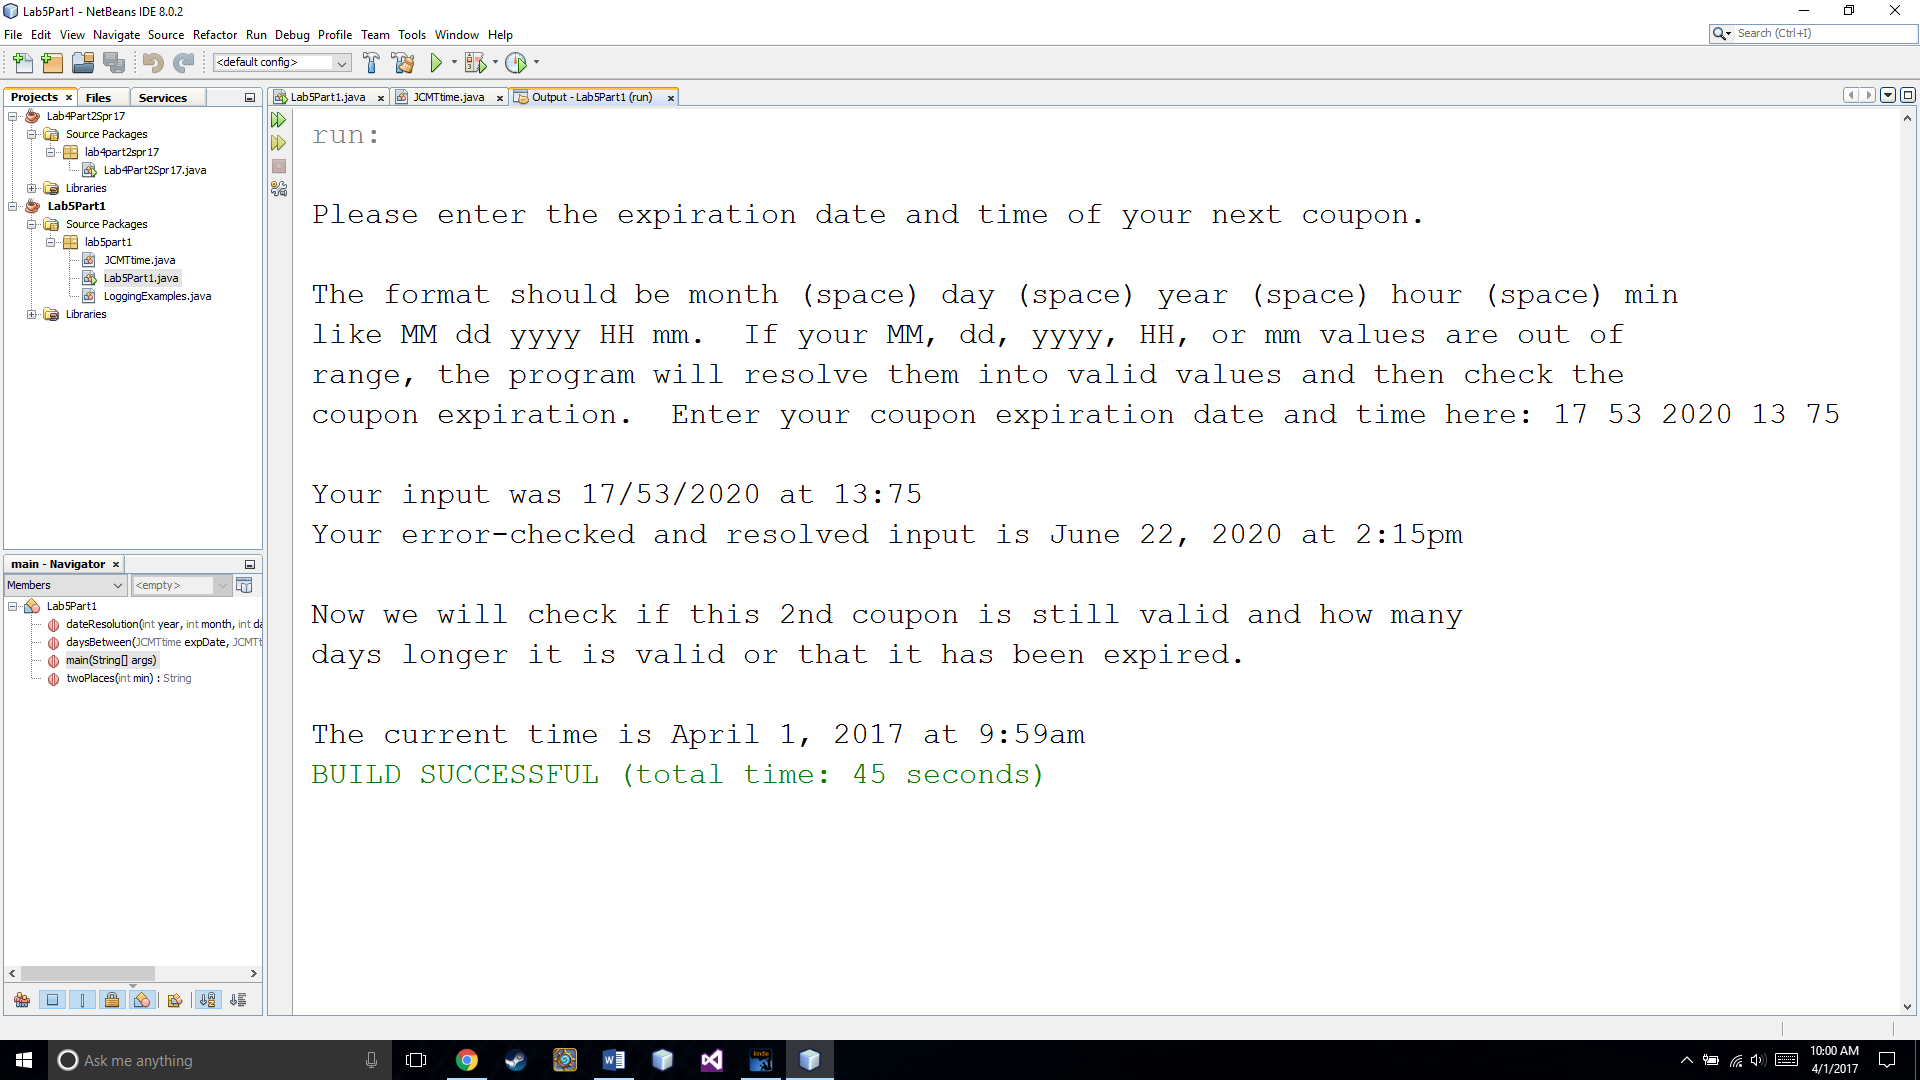 Lab5Part1 - NetBeans IDE 8.0.2
File Edit View Navigate Source Refactor Run Debug Profile Team Tools Window Help
Search (Ctrl+I)
<default config>
Projects Files Services
Lab4Part2Spr17
Source Packages
lab4part2spr17
Lab4Part2Spr17.java
Libraries
Lab5Part1
Source Packages
lab5part1
JCMTtime.java
Lab5Part1.java
LoggingExamples.java
Libraries
main - Navigator
Members <empty>
Lab5Part1
dateResolution(int year, int month, int da
daysBetween(JCMTtime expDate, JCMTt
main(String[] args)
twoPlaces(int min) : String
Lab5Part1.java JCMTtime.java Output - Lab5Part1 (run)
run:
Please enter the expiration date and time of your next coupon.
The format should be month (space) day (space) year (space) hour (space) min
like MM dd yyyy HH mm.  If your MM, dd, yyyy, HH, or mm values are out of
range, the program will resolve them into valid values and then check the
coupon expiration.  Enter your coupon expiration date and time here: 17 53 2020 13 75
Your input was 17/53/2020 at 13:75
Your error-checked and resolved input is June 22, 2020 at 2:15pm
Now we will check if this 2nd coupon is still valid and how many
days longer it is valid or that it has been expired.
The current time is April 1, 2017 at 9:59am
BUILD SUCCESSFUL (total time: 45 seconds)
Ask me anything
kindle
10:00 AM
4/1/2017